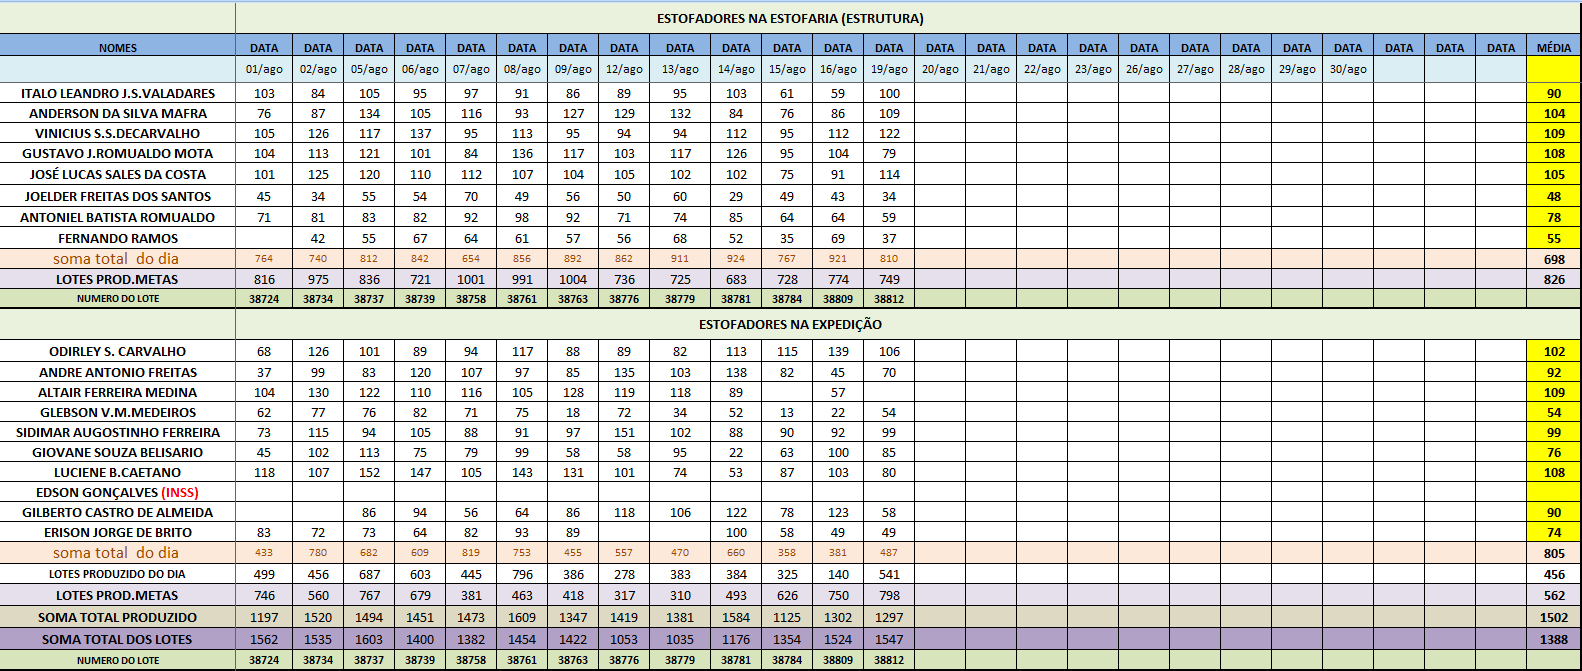 ESTOFADORES NA ESTOFARIA (ESTRUTURA)
NOMES DATA DATA DATA DATA DATA DATA DATA DATA DATA DATA DATA DATA DATA DATA DATA DATA DATA DATA DATA DATA DATA DATA DATA DATA DATA MÉDIA
01/ago 02/ago 05/ago 06/ago 07/ago 08/ago 09/ago 12/ago 13/ago 14/ago 15/ago 16/ago 19/ago 20/ago 21/ago 22/ago 23/ago 26/ago 27/ago 28/ago 29/ago 30/ago
ITALO LEANDRO J.S.VALADARES 103 84 105 95 97 91 86 89 95 103 61 59 100 90
ANDERSON DA SILVA MAFRA 76 87 134 105 116 93 127 129 132 84 76 86 109 104
VINICIUS S.S.DECARVALHO 105 126 117 137 95 113 95 94 94 112 95 112 122 109
GUSTAVO J.ROMUALDO MOTA 104 113 121 101 84 136 117 103 117 126 95 104 79 108
JOSÉ LUCAS SALES DA COSTA 101 125 120 110 112 107 104 105 102 102 75 91 114 105
JOELDER FREITAS DOS SANTOS 45 34 55 54 70 49 56 50 60 29 49 43 34 48
ANTONIEL BATISTA ROMUALDO 71 81 83 82 92 98 92 71 74 85 64 64 59 78
FERNANDO RAMOS 42 55 67 64 61 57 56 68 52 35 69 37 55
soma total do dia 764 740 812 842 654 856 892 862 911 924 767 921 810 698
LOTES PROD.METAS 816 975 836 721 1001 991 1004 736 725 683 728 774 749 826
NUMERO DO LOTE 38724 38734 38737 38739 38758 38761 38763 38776 38779 38781 38784 38809 38812
ESTOFADORES NA EXPEDIÇÃO
ODIRLEY S. CARVALHO 68 126 101 89 94 117 88 89 82 113 115 139 106 102
ANDRE ANTONIO FREITAS 37 99 83 120 107 97 85 135 103 138 82 45 70 92
ALTAIR FERREIRA MEDINA 104 130 122 110 116 105 128 119 118 89 57 109
GLEBSON V.M.MEDEIROS 62 77 76 82 71 75 18 72 34 52 13 22 54 54
SIDIMAR AUGOSTINHO FERREIRA 73 115 94 105 88 91 97 151 102 88 90 92 99 99
GIOVANE SOUZA BELISARIO 45 102 113 75 79 99 58 58 95 22 63 100 85 76
LUCIENE B.CAETANO 118 107 152 147 105 143 131 101 74 53 87 103 80 108
EDSON GONÇALVES (INSS)
GILBERTO CASTRO DE ALMEIDA 86 94 56 64 86 118 106 122 78 123 58 90
ERISON JORGE DE BRITO 83 72 73 64 82 93 89 100 58 49 49 74
soma total do dia 433 780 682 609 819 753 455 557 470 660 358 381 487 805
LOTES PRODUZIDO DO DIA 499 456 687 603 445 796 386 278 383 384 325 140 541 456
LOTES PROD.METAS 746 560 767 679 381 463 418 317 310 493 626 750 798 562
SOMA TOTAL PRODUZIDO 1197 1520 1494 1451 1473 1609 1347 1419 1381 1584 1125 1302 1297 1502
SOMA TOTAL DOS LOTES 1562 1535 1603 1400 1382 1454 1422 1053 1035 1176 1354 1524 1547 1388
NUMERO DO LOTE 38724 38734 38737 38739 38758 38761 38763 38776 38779 38781 38784 38809 38812